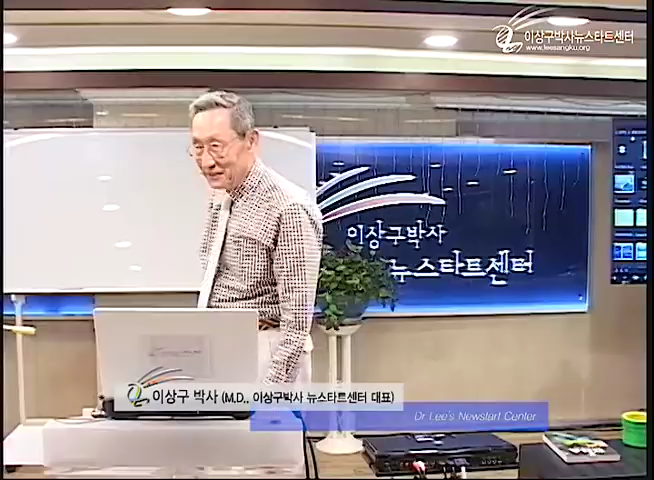 이상구박사뉴스타트센터
www.leesangku.org
이상구박사
뉴스타트센터
이상구 박사 (M.D., 이상구박사 뉴스타트센터 대표)
Dr Lee's Newstart Center